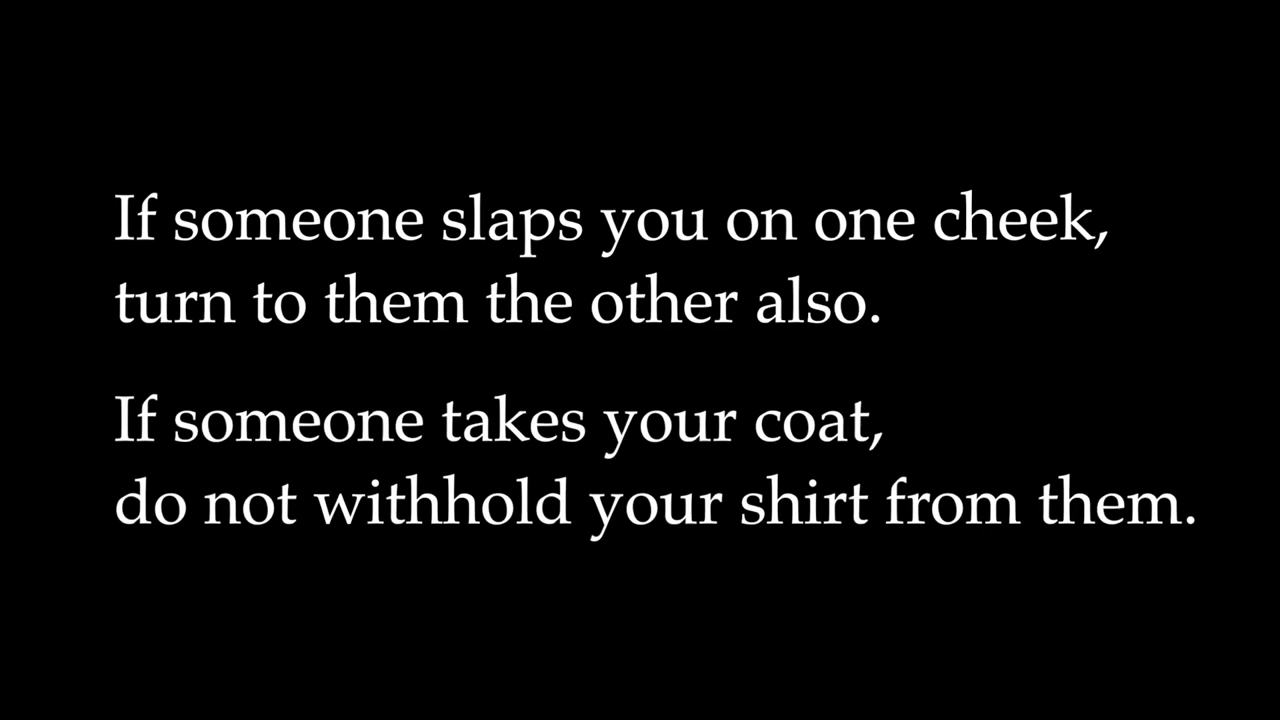 If someone slaps you on one cheek,
turn to them the other also.
If someone takes your coat,
do not withhold your shirt from them.